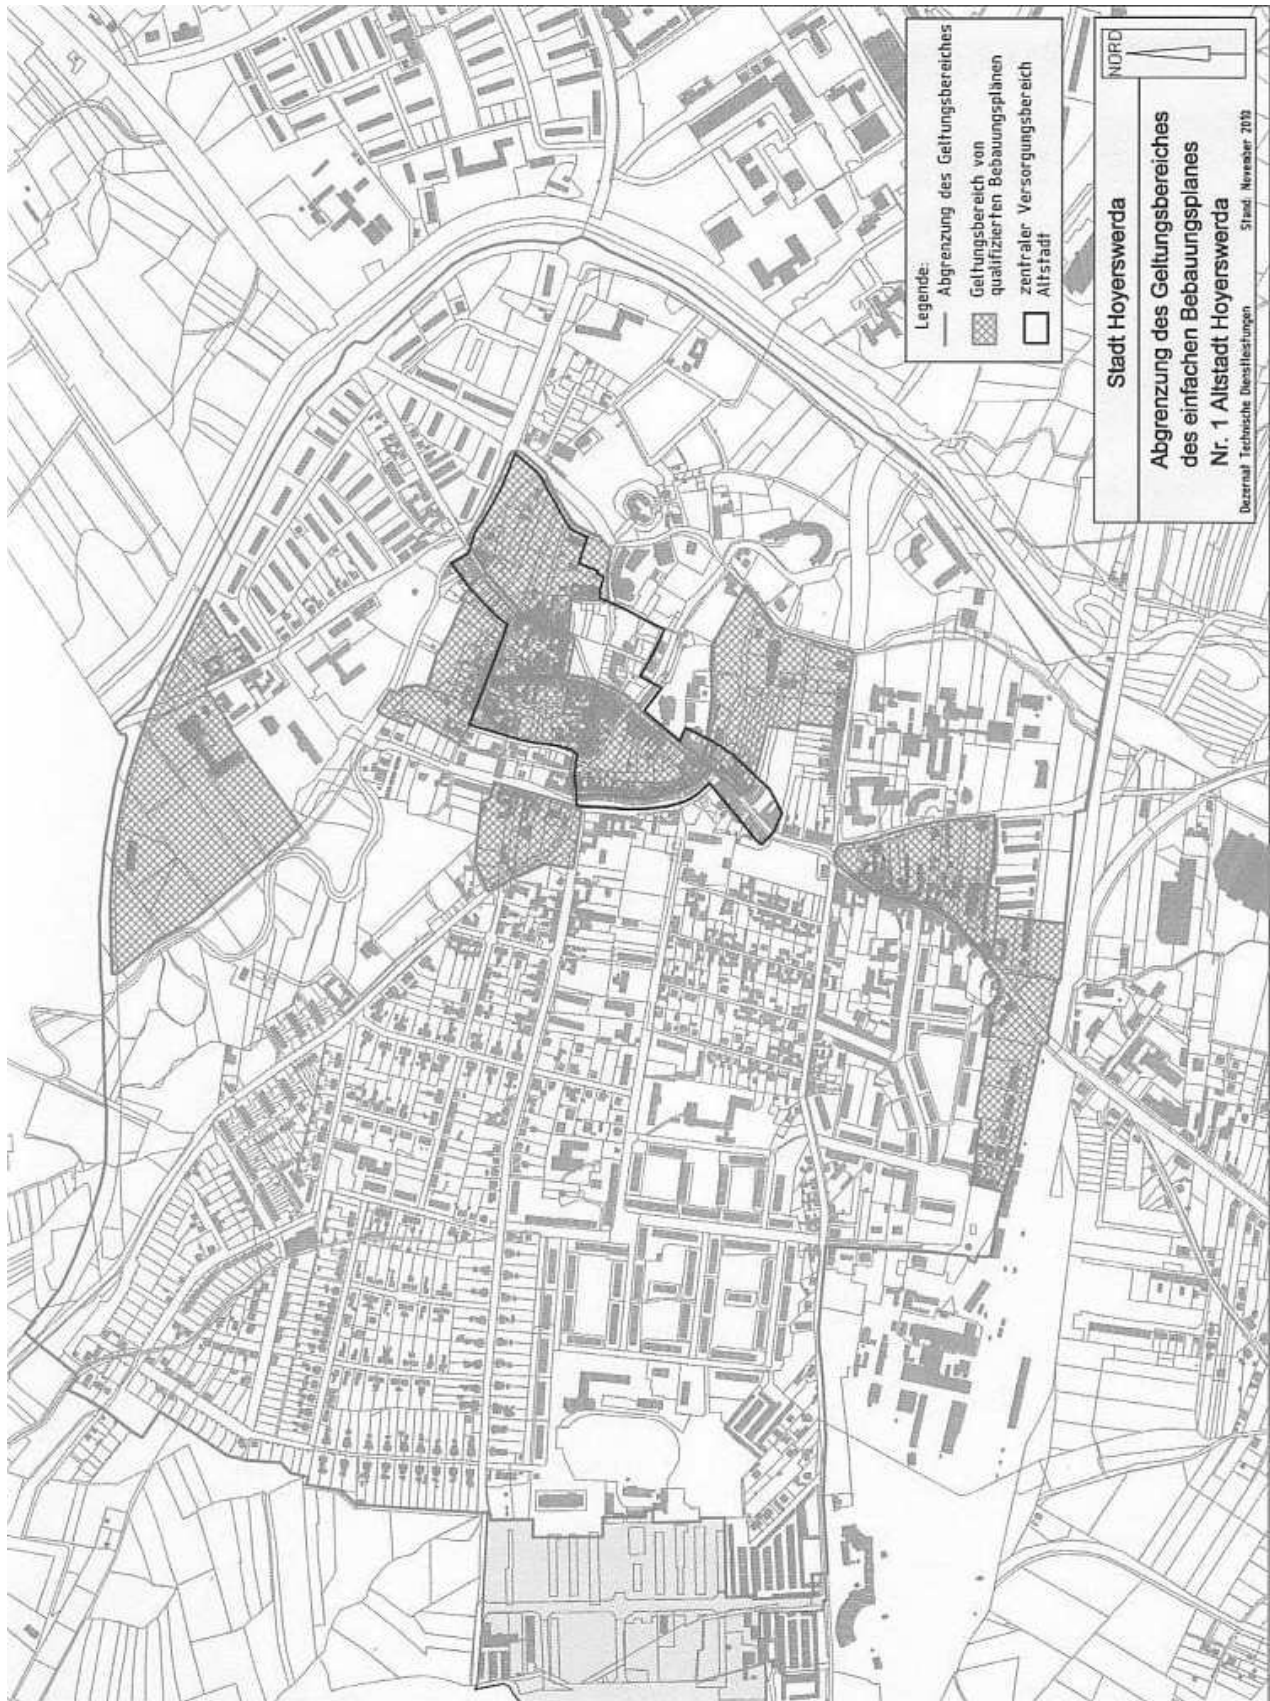 Legende:
Abgrenzung des Geltungsbereiches
Geltungsbereich von
qualifizierten Bebauungsplänen
zentraler Versorgungsbereich
Altstadt
NORD
Stadt Hoyerswerda
Abgrenzung des Geltungsbereiches
des einfachen Bebauungsplanes
Nr. 1 Altstadt Hoyerswerda
Dezernat Technische Dienstleistungen Stand: November 2010